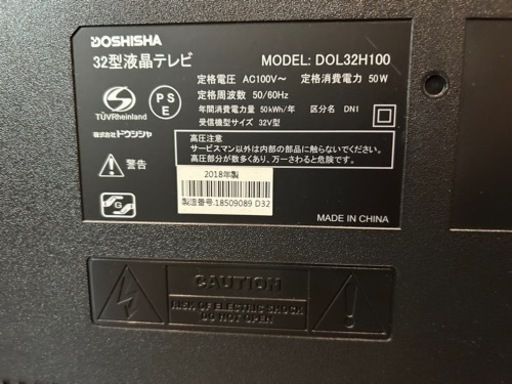 DOSHISHA
32型液晶テレビ
MODEL: DOL32H100
定格電圧 AC100V～ 定格消費電力 50W
定格周波数 50/60Hz
年間消費電力量 50kWh/年 区分名 DN1
受信機型サイズ 32V型
TÜVRheinland
PS
E
株式会社ドウシシャ
高圧注意
サービスマン以外は内部の部品に触らないでください。
高圧部分が数多くあり、万一さわると危険です。
警告
2018年製
製造番号:18509089 D32
G
MADE IN CHINA
CAUTION
RISK OF ELECTRIC SHOCK
DO NOT OPEN